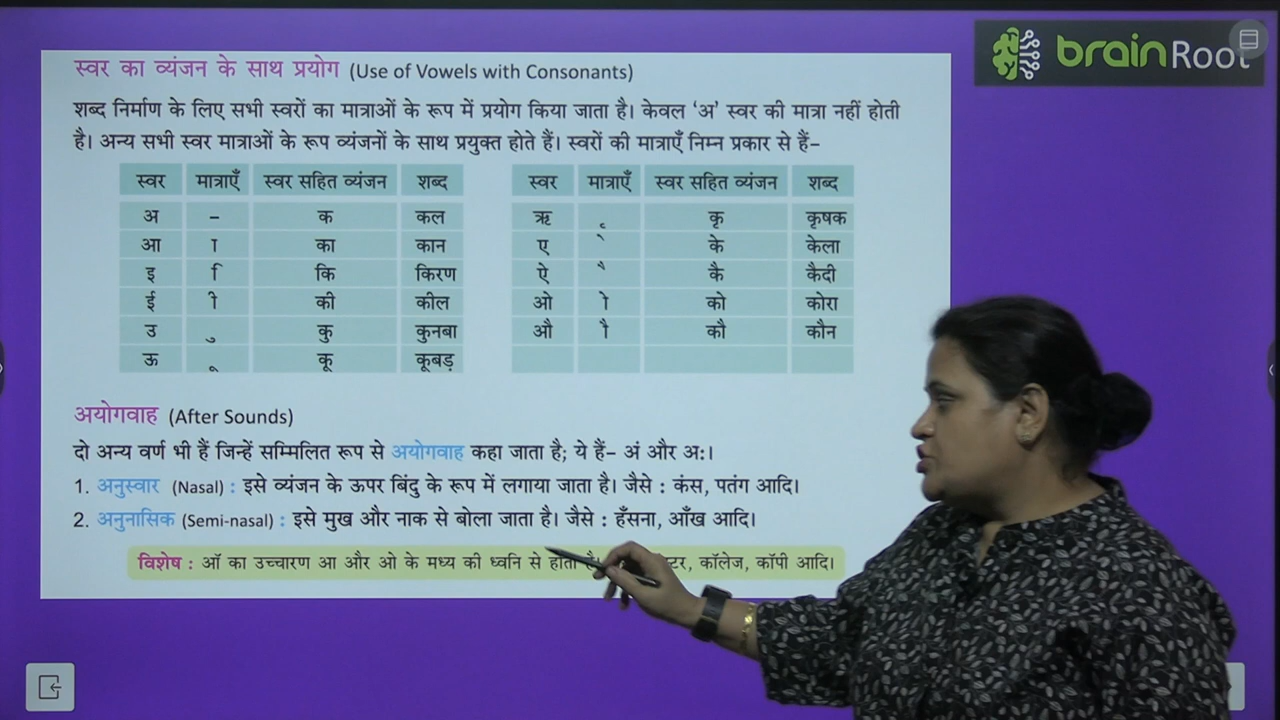 brainRoot
स्वर का व्यंजन के साथ प्रयोग (Use of Vowels with Consonants)
शब्द निर्माण के लिए सभी स्वरों का मात्राओं के रूप में प्रयोग किया जाता है। केवल ‘अ’ स्वर की मात्रा नहीं होती
है। अन्य सभी स्वर मात्राओं के रूप व्यंजनों के साथ प्रयुक्त होते हैं। स्वरों की मात्राएँ निम्न प्रकार से हैं–
स्वर मात्राएँ स्वर सहित व्यंजन शब्द
अ – क कल
आ ा का कान
इ ि कि किरण
ई ी की कील
उ ु कु कुनबा
ऊ ू कू कूबड़
स्वर मात्राएँ स्वर सहित व्यंजन शब्द
ऋ ृ कृ कृषक
ए े के केला
ऐ ै कै कैदी
ओ ो को कोरा
औ ौ कौ कौन
अयोगवाह (After Sounds)
दो अन्य वर्ण भी हैं जिन्हें सम्मिलित रूप से अयोगवाह कहा जाता है; ये हैं– अं और अः।
1. अनुस्वार (Nasal) : इसे व्यंजन के ऊपर बिंदु के रूप में लगाया जाता है। जैसे : कंस, पतंग आदि।
2. अनुनासिक (Semi-nasal) : इसे मुख और नाक से बोला जाता है। जैसे : हँसना, आँख आदि।
विशेष : ऑ का उच्चारण आ और ओ के मध्य की ध्वनि से होता है। कॉलेज, कॉपी आदि।